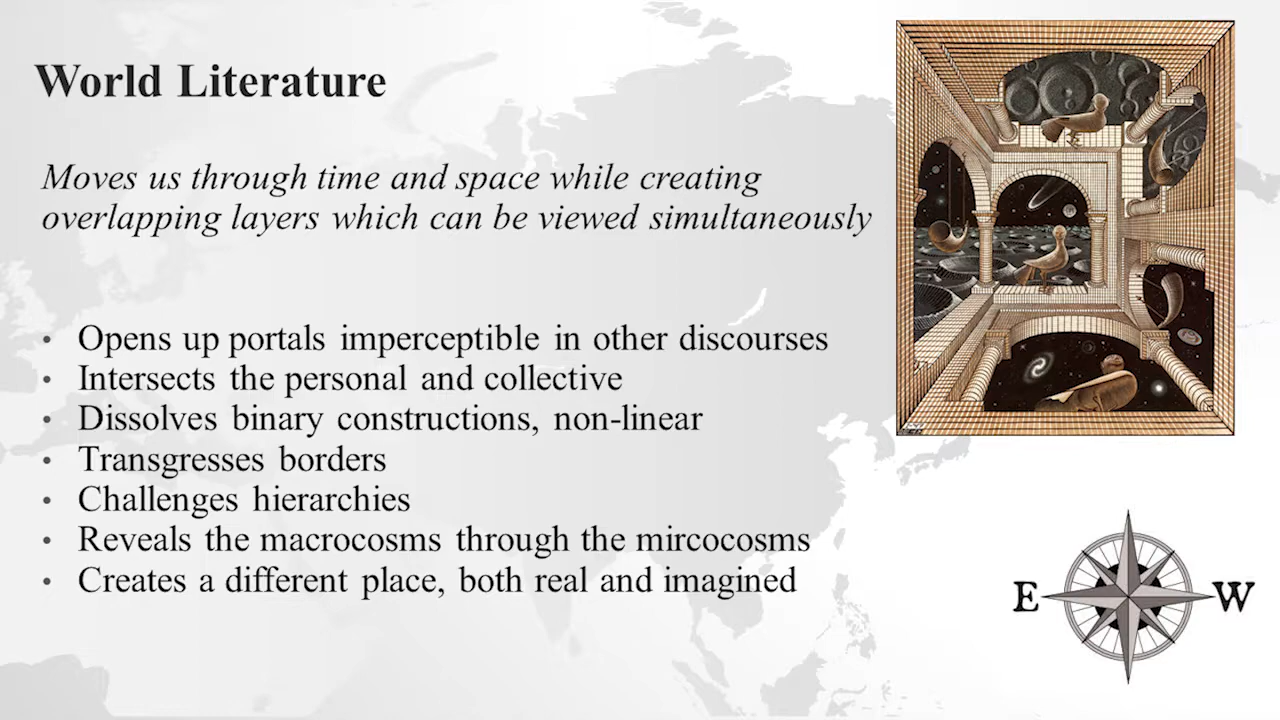 World Literature
Moves us through time and space while creating
overlapping layers which can be viewed simultaneously
• Opens up portals imperceptible in other discourses
• Intersects the personal and collective
• Dissolves binary constructions, non-linear
• Transgresses borders
• Challenges hierarchies
• Reveals the macrocosms through the mircocosms
• Creates a different place, both real and imagined
E W